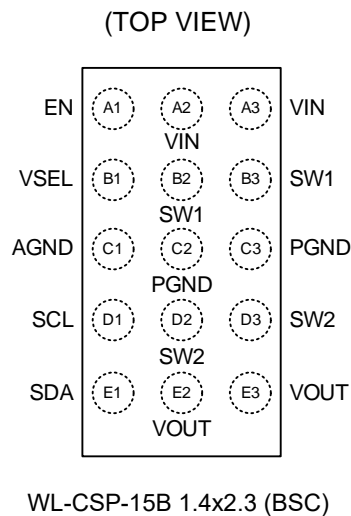 (TOP VIEW)
EN A1 A2 A3 VIN
VIN
VSEL B1 B2 B3 SW1
SW1
AGND C1 C2 C3 PGND
PGND
SCL D1 D2 D3 SW2
SW2
SDA E1 E2 E3 VOUT
VOUT
WL-CSP-15B 1.4x2.3 (BSC)